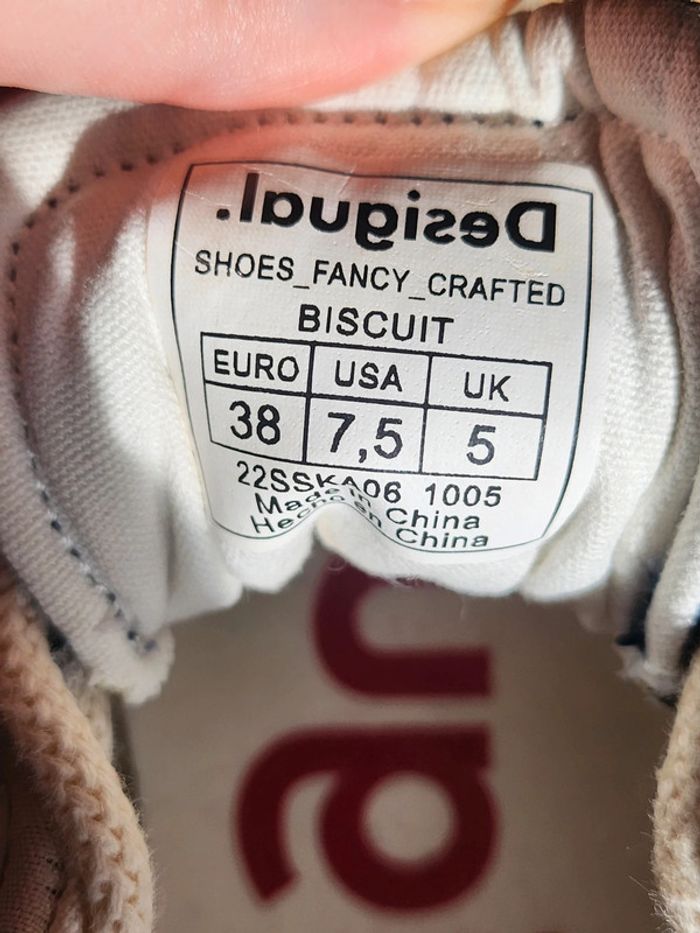 Desigual.
SHOES_FANCY_CRAFTED
BISCUIT
EURO USA UK
38 7,5 5
22SSKA06 1005
Made in China
Hecho en China